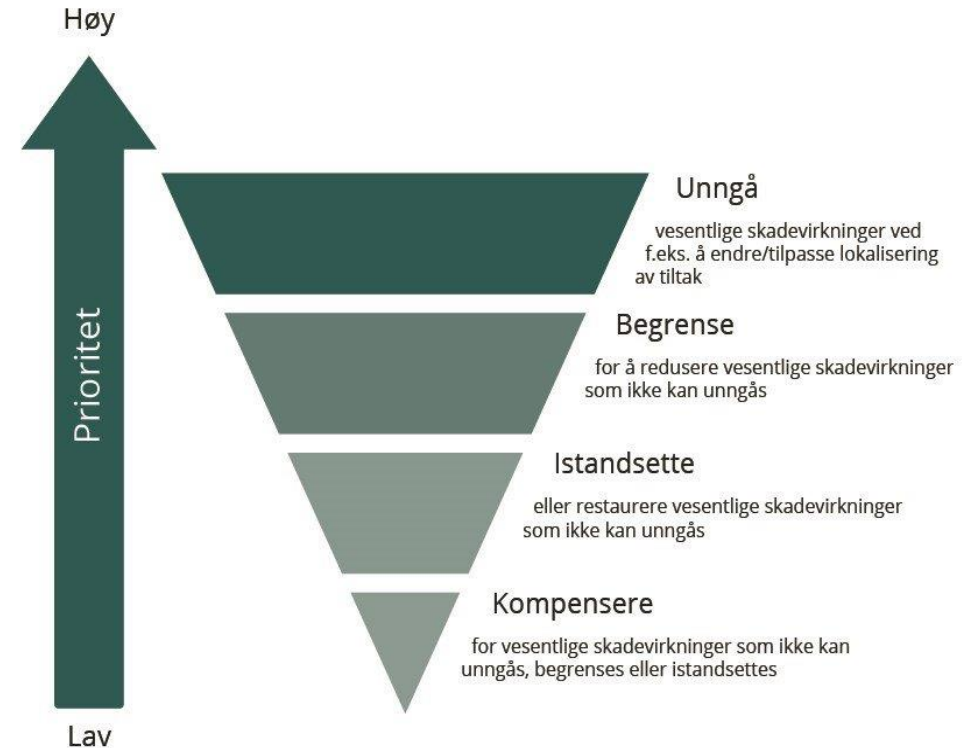 Høy
Prioritet
Unngå
vesentlige skadevirkninger ved
f.eks. å endre/tilpasse lokalisering
av tiltak
Begrense
for å redusere vesentlige skadevirkninger
som ikke kan unngås
Istandsette
eller restaurere vesentlige skadevirkninger
som ikke kan unngås
Kompensere
for vesentlige skadevirkninger som ikke kan
unngås, begrenses eller istandsettes
Lav